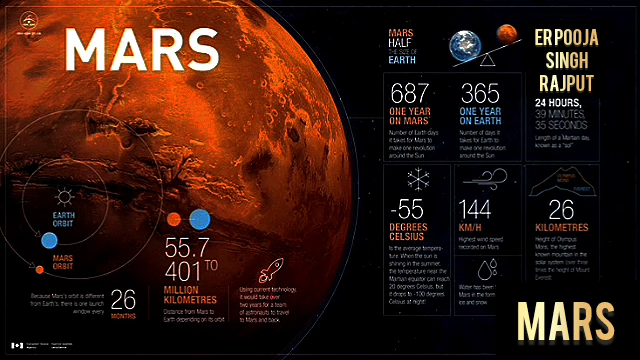 MARS
MARS
HALF
THE SIZE OF
EARTH
ER POOJA
SINGH
RAJPUT
687
ONE YEAR
ON MARS
Number of Earth days
it takes for Mars to
make one revolution
around the Sun
365
ONE YEAR
ON EARTH
Number of days it
takes for Earth to
make one revolution
around the Sun
24 HOURS,
39 MINUTES,
35 SECONDS
Length of a Martian day,
known as a "sol"
-55
DEGREES
CELSIUS
Is the average tempera-
ture. When the sun is
shining in the summer,
the temperature near the
Martian equator can reach
20 degrees Celsius, but
it drops to -100 degrees
Celsius at night!
144
KM/H
Highest wind speed
recorded on Mars
Water has been
Mars in the form
ice and snow
OLYMPUS
MONS
EVEREST
26
KILOMETRES
Height of Olympus
Mons, the highest
known mountain in the
solar system over three
times the height of Mount
Everest
EARTH
ORBIT
MARS
ORBIT
Because Mars's orbit is different
from Earth's, there is one launch
window every
26
MONTHS
55.7
TO
401
MILLION
KILOMETRES
Distance from Mars to
Earth depending on its orbit
Using current technology,
it would take over
two years for a team
of astronauts to travel
to Mars and back.
MARS